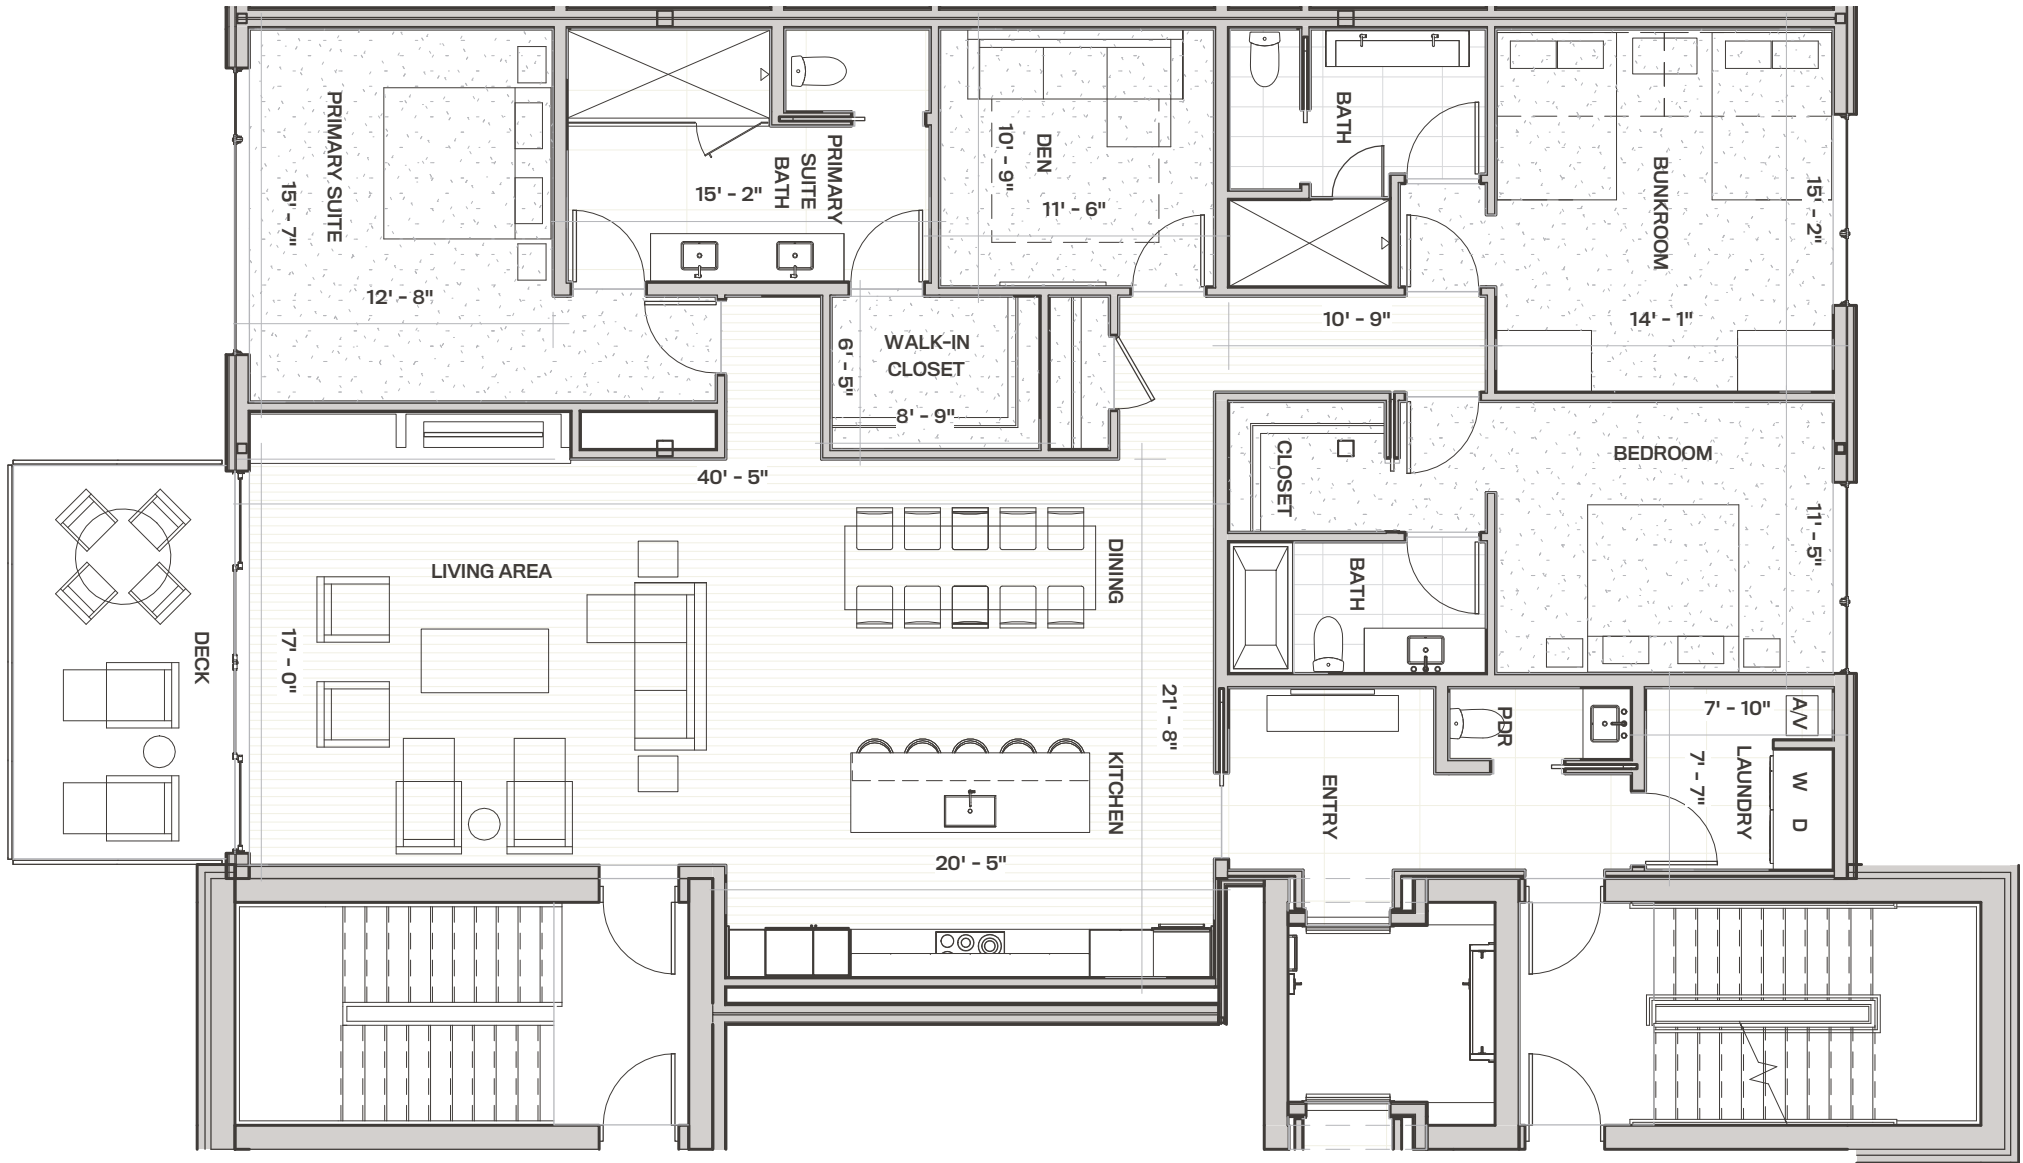 PRIMARY SUITE
15' - 7"
12' - 8"
PRIMARY
SUITE
BATH
15' - 2"
DEN
10' - 9"
11' - 6"
BATH
BUNKROOM
15' - 2"
14' - 1"
10' - 9"
WALK-IN
CLOSET
6' - 5"
8' - 9"
40' - 5"
CLOSET
BEDROOM
11' - 5"
BATH
LIVING AREA
DINING
DECK
17' - 0"
21' - 8"
KITCHEN
20' - 5"
ENTRY
PDR
7' - 10"
A/V
7' - 7"
LAUNDRY
W
D